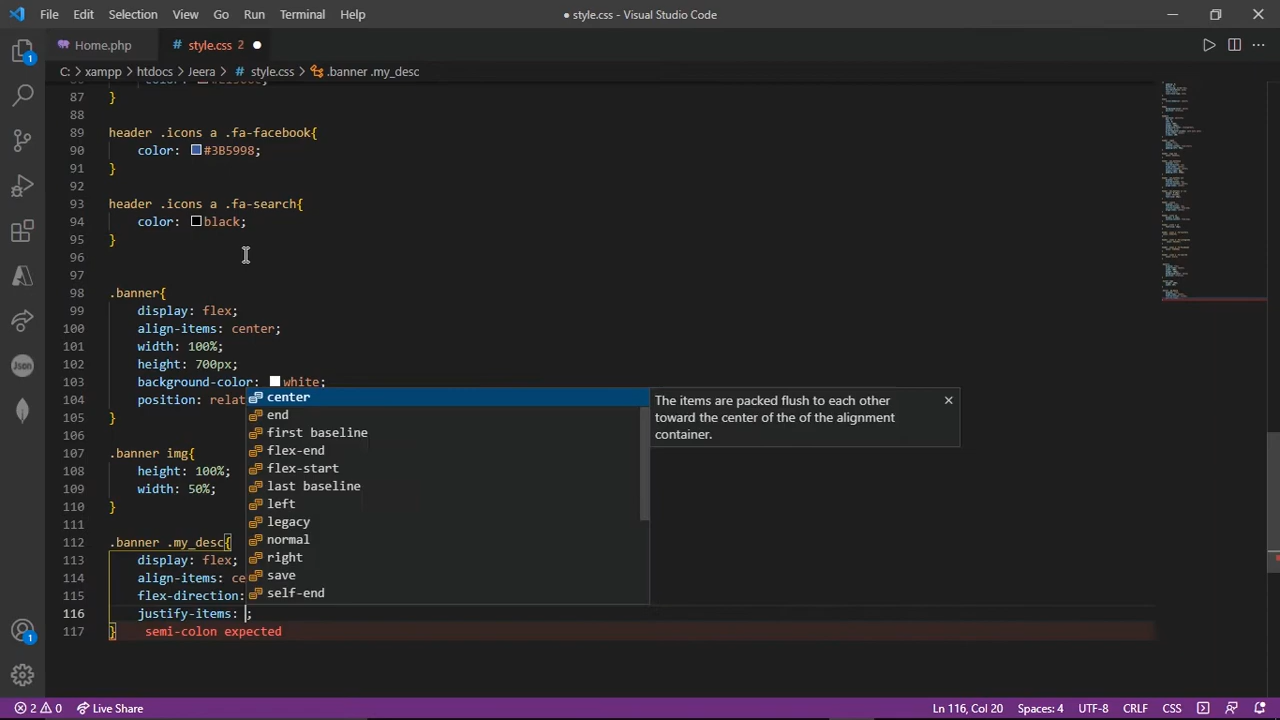 File Edit Selection View Go Run Terminal Help
● style.css - Visual Studio Code
Home.php
style.css 2 ●
C: > xampp > htdocs > Jeera > # style.css > .banner .my_desc
87 }
88
89 header .icons a .fa-facebook{
90 color: #3B5998;
91 }
92
93 header .icons a .fa-search{
94 color: black;
95 }
96
97
98 .banner{
99 display: flex;
100 align-items: center;
101 width: 100%;
102 height: 700px;
103 background-color: white;
104 position: relat
105 }
106
107 .banner img{
108 height: 100%;
109 width: 50%;
110 }
111
112 .banner .my_desc{
113 display: flex;
114 align-items: ce
115 flex-direction:
116 justify-items: ;
117 } semi-colon expected
center
end
first baseline
flex-end
flex-start
last baseline
left
legacy
normal
right
save
self-end
The items are packed flush to each other
toward the center of the of the alignment
container.
1
Json
1
2 0 Live Share
Ln 116, Col 20 Spaces: 4 UTF-8 CRLF CSS